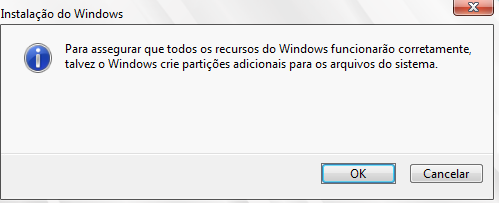 Instalação do Windows
Para assegurar que todos os recursos do Windows funcionarão corretamente,
talvez o Windows crie partições adicionais para os arquivos do sistema.
OK
Cancelar